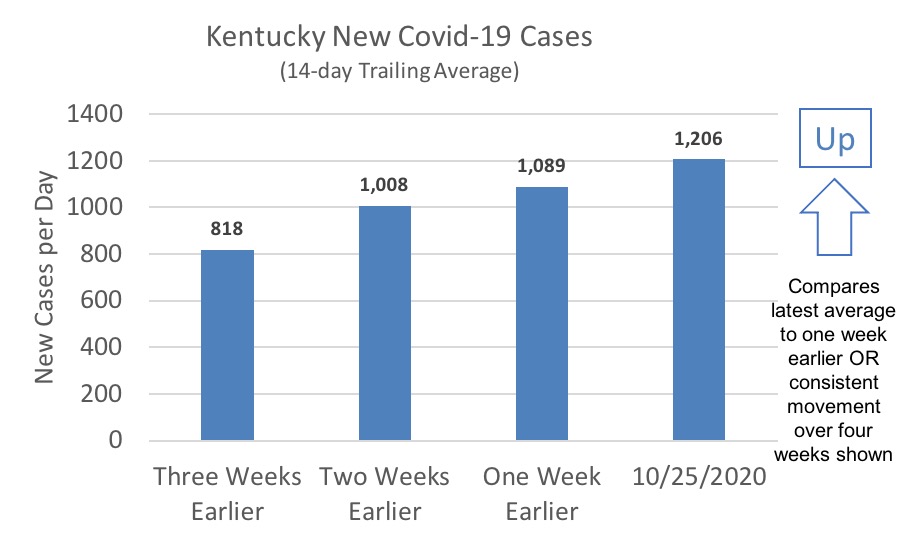 Kentucky New Covid-19 Cases
(14-day Trailing Average)
New Cases per Day
1400
1200
1000
800
600
400
200
0
818
1,008
1,089
1,206
Three Weeks
Earlier
Two Weeks
Earlier
One Week
Earlier
10/25/2020
Up
Compares
latest average
to one week
earlier OR
consistent
movement
over four
weeks shown